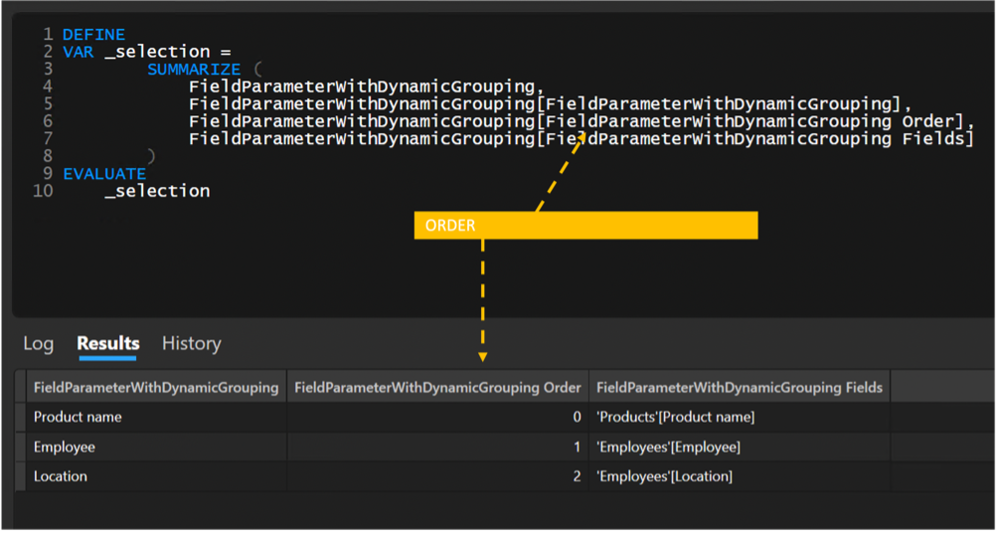 1 DEFINE
2 VAR _selection =
3 SUMMARIZE (
4 FieldParameterWithDynamicGrouping,
5 FieldParameterWithDynamicGrouping[FieldParameterWithDynamicGrouping],
6 FieldParameterWithDynamicGrouping[FieldParameterWithDynamicGrouping Order],
7 FieldParameterWithDynamicGrouping[FieldParameterWithDynamicGrouping Fields]
8 )
9 EVALUATE
10 _selection
ORDER
Log Results History
FieldParameterWithDynamicGrouping FieldParameterWithDynamicGrouping Order FieldParameterWithDynamicGrouping Fields
Product name 0 'Products'[Product name]
Employee 1 'Employees'[Employee]
Location 2 'Employees'[Location]